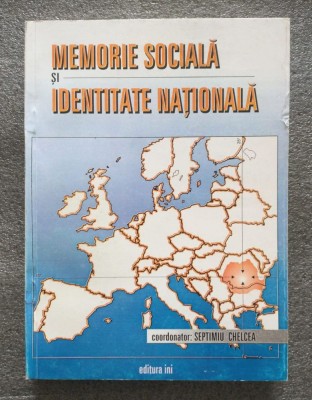 MEMORIE SOCIALĂ
ȘI
IDENTITATE NAȚIONALĂ
coordonator: SEPTIMIU CHELCEA
editura ini